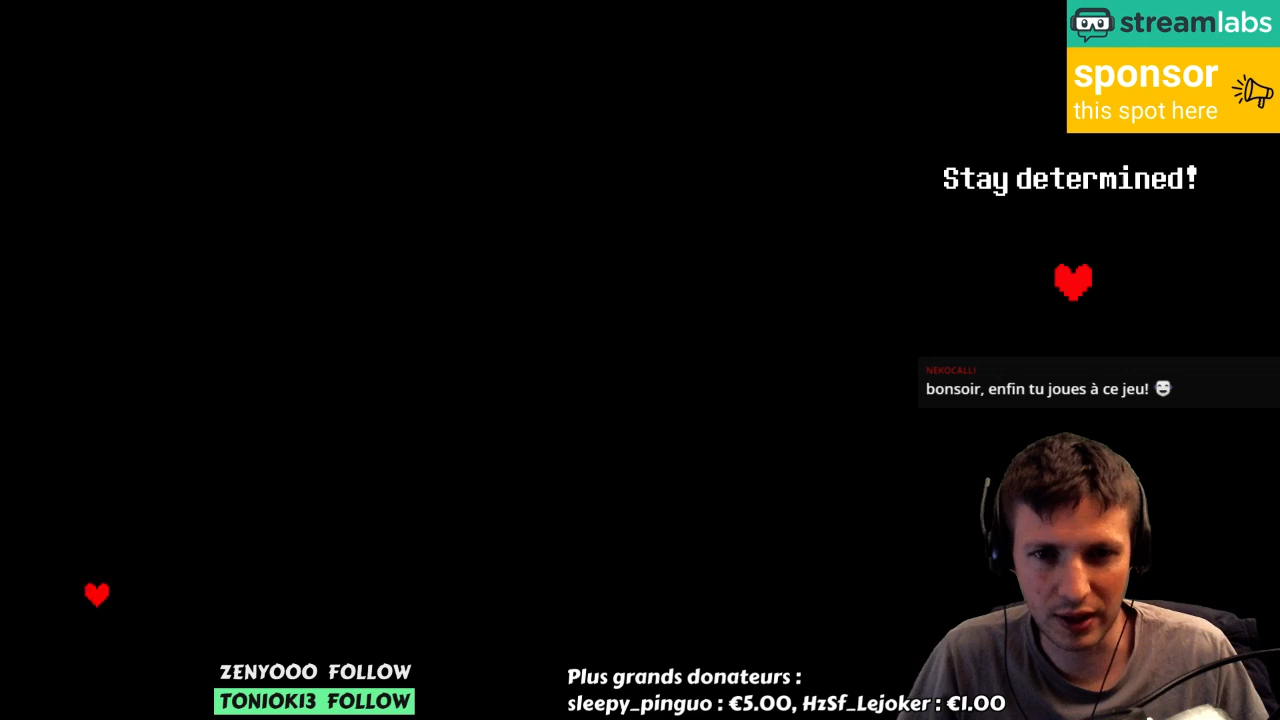 streamlabs
sponsor
this spot here
Stay determined!
NEKOCALLI
bonsoir, enfin tu joues à ce jeu!
ZENYOOO FOLLOW
TONIOKI3 FOLLOW
Plus grands donateurs :
sleepy_pinguo : €5.00, HzSf_Lejoker : €1.00